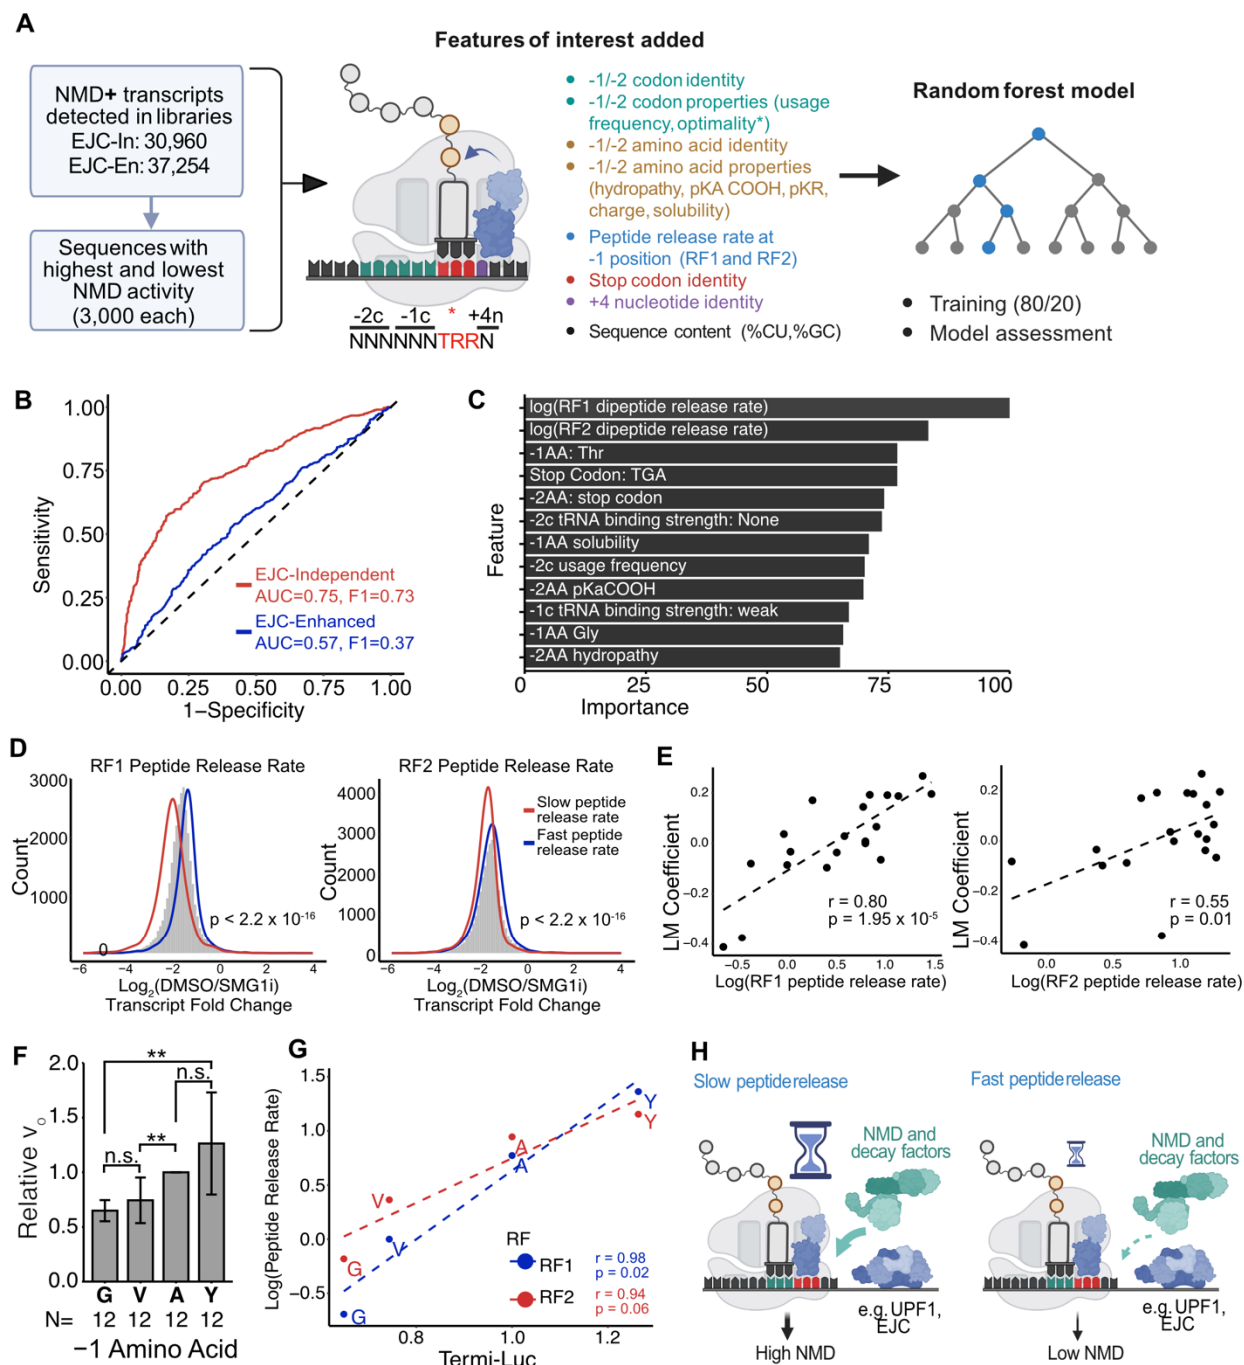 A
Features of interest added
NMD+ transcripts
detected in libraries
EJC-In: 30,960
EJC-En: 37,254
Sequences with
highest and lowest
NMD activity
(3,000 each)
-2c -1c * +4n
NNNNNNTRRN
-1/-2 codon identity
-1/-2 codon properties (usage
frequency, optimality*)
-1/-2 amino acid identity
-1/-2 amino acid properties
(hydropathy, pKA COOH, pKR,
charge, solubility)
Peptide release rate at
-1 position (RF1 and RF2)
Stop codon identity
+4 nucleotide identity
Sequence content (%CU,%GC)
Random forest model
Training (80/20)
Model assessment
B
Sensitivity
1.00
0.75
0.50
0.25
0.00
EJC-Independent
AUC=0.75, F1=0.73
EJC-Enhanced
AUC=0.57, F1=0.37
0.00 0.25 0.50 0.75 1.00
1−Specificity
C
Feature
log(RF1 dipeptide release rate)
log(RF2 dipeptide release rate)
-1AA: Thr
Stop Codon: TGA
-2AA: stop codon
-2c tRNA binding strength: None
-1AA solubility
-2c usage frequency
-2AA pKaCOOH
-1c tRNA binding strength: weak
-1AA Gly
-2AA hydropathy
0 25 50 75 100
Importance
D
RF1 Peptide Release Rate
Count
3000
2000
1000
0
p < 2.2 x 10⁻¹⁶
−6 −4 −2 0 2 4
Log₂(DMSO/SMG1i)
Transcript Fold Change
RF2 Peptide Release Rate
Count
4000
3000
2000
1000
0
Slow peptide
release rate
Fast peptide
release rate
p < 2.2 x 10⁻¹⁶
−6 −4 −2 0 2 4
Log₂(DMSO/SMG1i)
Transcript Fold Change
E
LM Coefficient
0.2
0.0
−0.2
−0.4
r = 0.80
p = 1.95 x 10⁻⁵
−0.5 0.0 0.5 1.0 1.5
Log(RF1 peptide release rate)
LM Coefficient
0.2
0.0
−0.2
−0.4
r = 0.55
p = 0.01
0.0 0.5 1.0
Log(RF2 peptide release rate)
F
Relative v₀
2.0
1.5
1.0
0.5
0.0
**
n.s.
**
n.s.
G V A Y
N= 12 12 12 12
−1 Amino Acid
G
Log(Peptide Release Rate)
1.5
1.0
0.5
0.0
−0.5
Y
Y
A
A
V
V
G
G
RF
RF1
r = 0.98
p = 0.02
RF2
r = 0.94
p = 0.06
0.8 1.0 1.2
Termi-Luc
H
Slow peptide release
NMD and
decay factors
e.g. UPF1,
EJC
High NMD
Fast peptide release
NMD and
decay factors
e.g. UPF1,
EJC
Low NMD